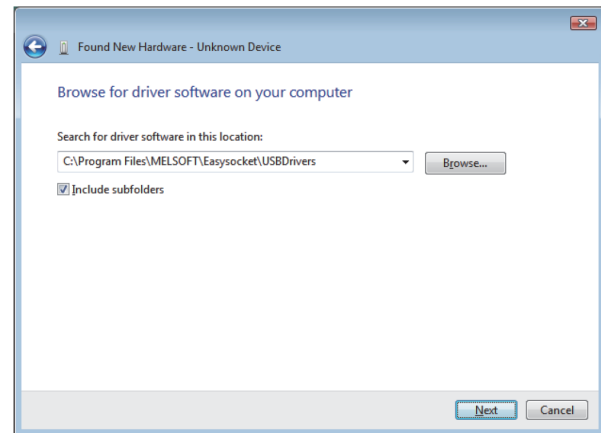 Found New Hardware - Unknown Device
Browse for driver software on your computer
Search for driver software in this location:
C:\Program Files\MELSOFT\Easysocket\USBDrivers
Browse...
Include subfolders
Next
Cancel